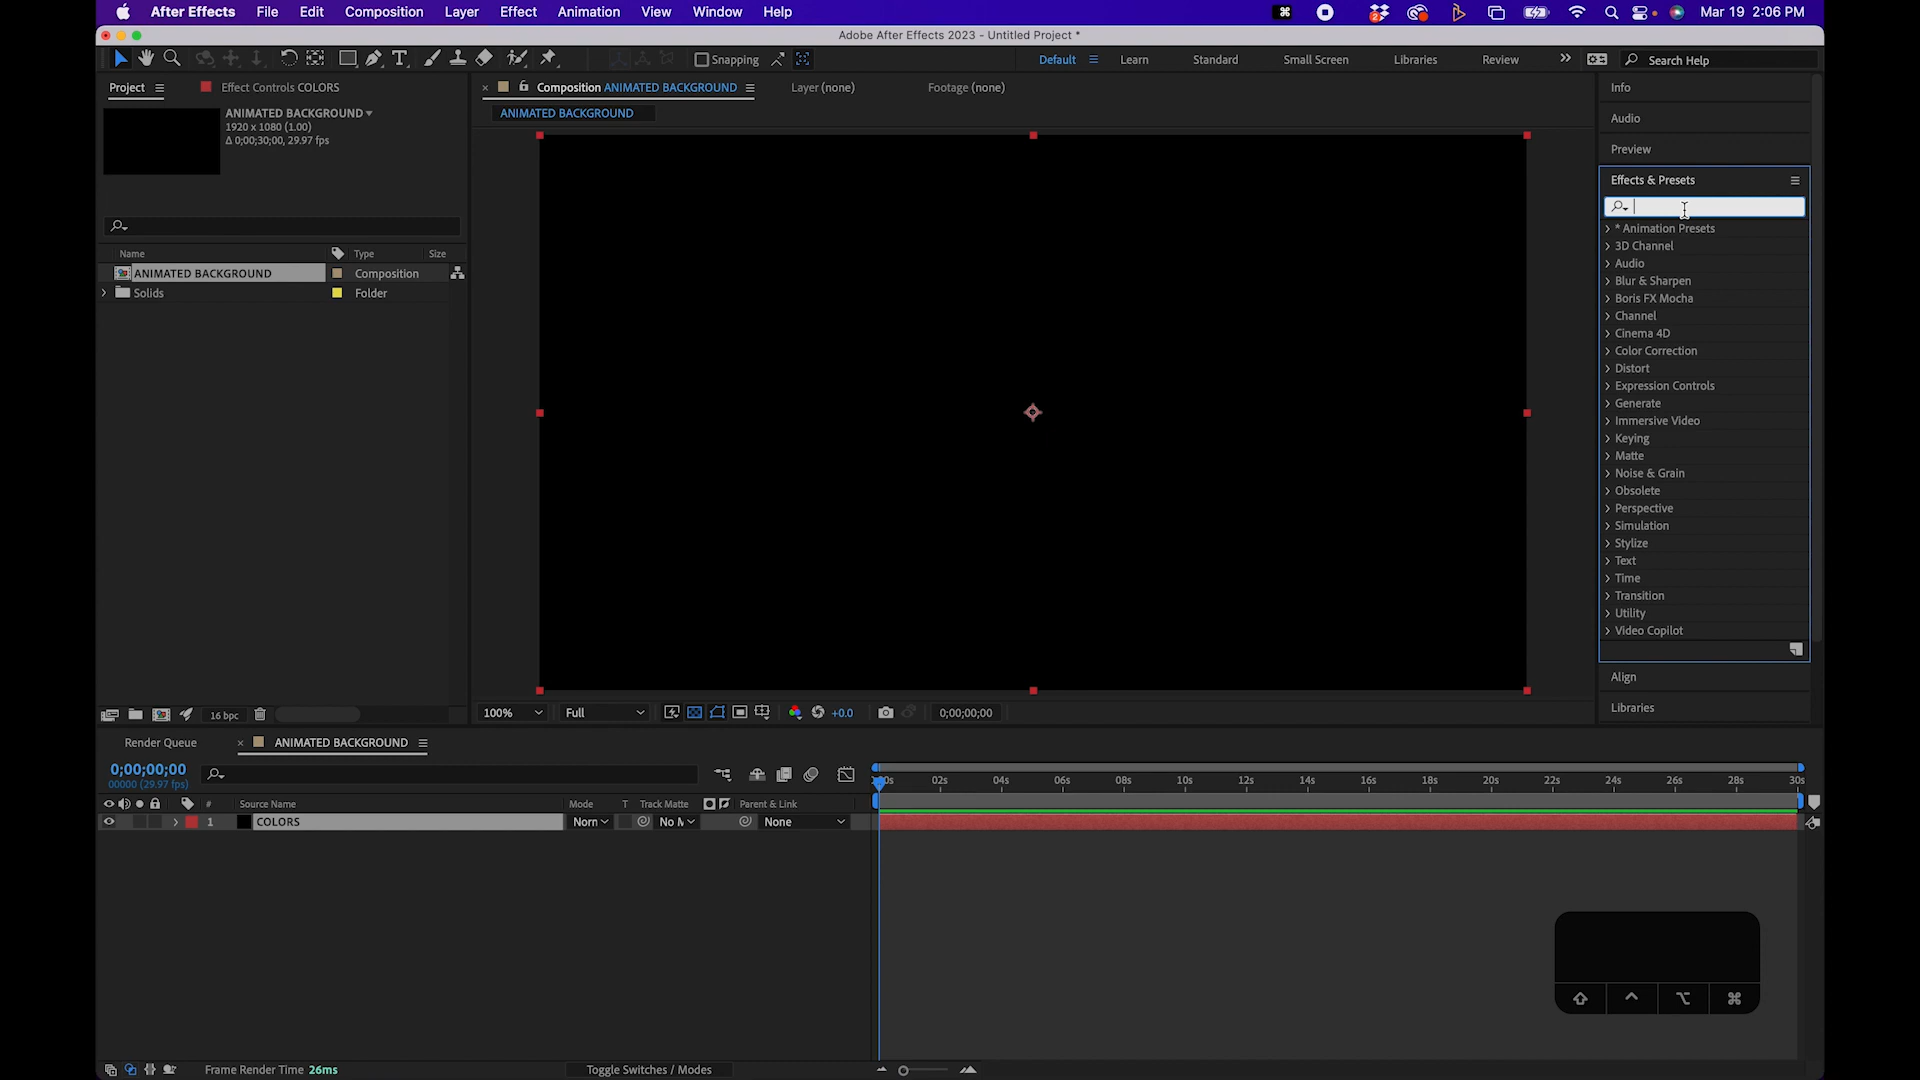 After Effects File Edit Composition Layer Effect Animation View Window Help Mar 19 2:06 PM
Adobe After Effects 2023 - Untitled Project *
Snapping Default Learn Standard Small Screen Libraries Review Search Help
Project Effect Controls COLORS
ANIMATED BACKGROUND
1920 x 1080 (1.00)
Δ 0;00;30;00, 29.97 fps
Name Type Size
ANIMATED BACKGROUND Composition
Solids Folder
16 bpc
Composition ANIMATED BACKGROUND Layer (none) Footage (none)
ANIMATED BACKGROUND
100% Full +0.0 0;00;00;00
Info
Audio
Preview
Effects & Presets
* Animation Presets
3D Channel
Audio
Blur & Sharpen
Boris FX Mocha
Channel
Cinema 4D
Color Correction
Distort
Expression Controls
Generate
Immersive Video
Keying
Matte
Noise & Grain
Obsolete
Perspective
Simulation
Stylize
Text
Time
Transition
Utility
Video Copilot
Align
Libraries
Render Queue ANIMATED BACKGROUND
0;00;00;00
00000 (29.97 fps)
02s 04s 06s 08s 10s 12s 14s 16s 18s 20s 22s 24s 26s 28s 30s
# Source Name Mode T Track Matte Parent & Link
1 COLORS Norn No M None
Frame Render Time 26ms Toggle Switches / Modes